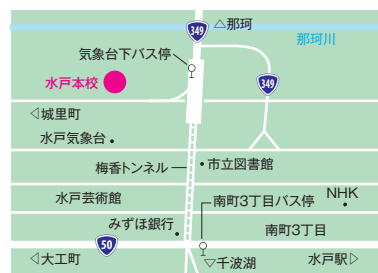 349
△那珂
那珂川
気象台下バス停
水戸本校
349
◁城里町
水戸気象台
梅香トンネル
市立図書館
水戸芸術館
南町3丁目バス停
NHK
みずほ銀行
南町3丁目
50
◁大工町
▽千波湖
水戸駅▷